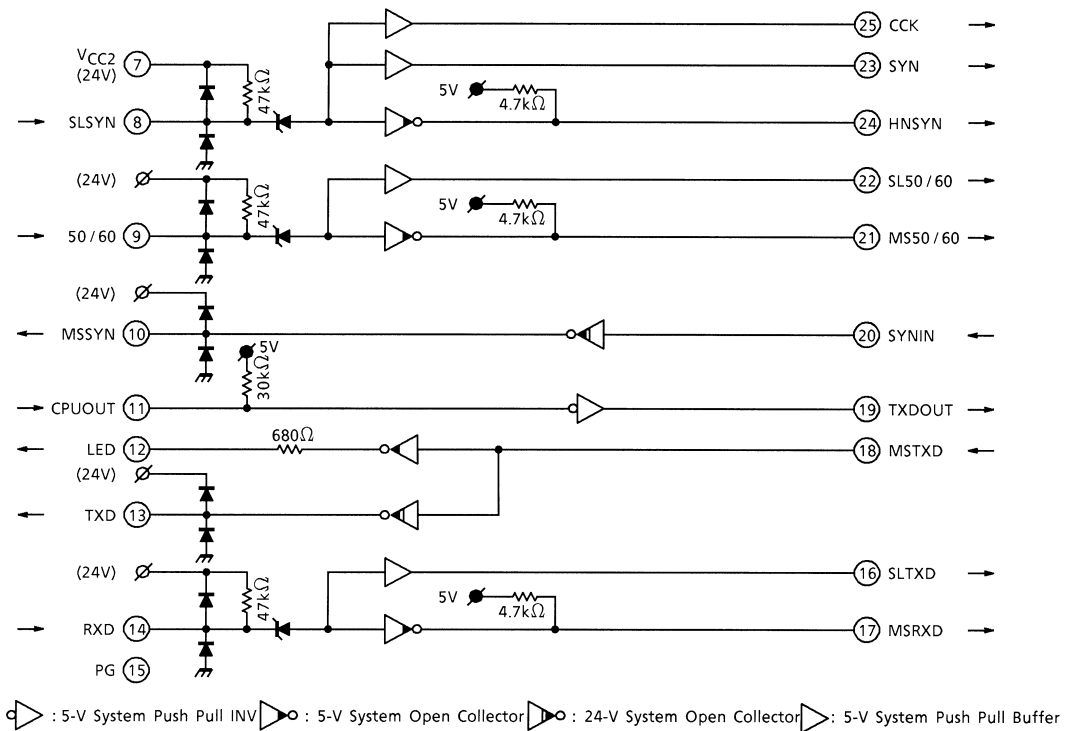 25 CCK
VCC2
(24V)
7
47kΩ
23 SYN
5V
4.7kΩ
SLSYN 8
24 HNSYN
(24V)
47kΩ
22 SL50/60
5V
4.7kΩ
50/60 9
21 MS50/60
(24V)
MSSYN 10
20 SYNIN
5V
30kΩ
CPUOUT 11
19 TXDOUT
LED 12
680Ω
18 MSTXD
(24V)
TXD 13
(24V)
47kΩ
16 SLTXD
5V
4.7kΩ
RXD 14
17 MSRXD
PG 15
: 5-V System Push Pull INV : 5-V System Open Collector : 24-V System Open Collector : 5-V System Push Pull Buffer